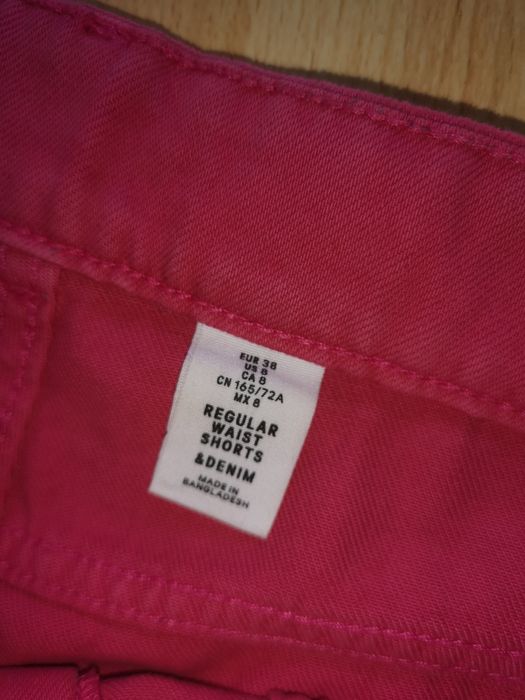 EUR 38
US 8
CA 8
CN 165/72A
MX 8
REGULAR
WAIST
SHORTS
&DENIM
MADE IN
BANGLADESH